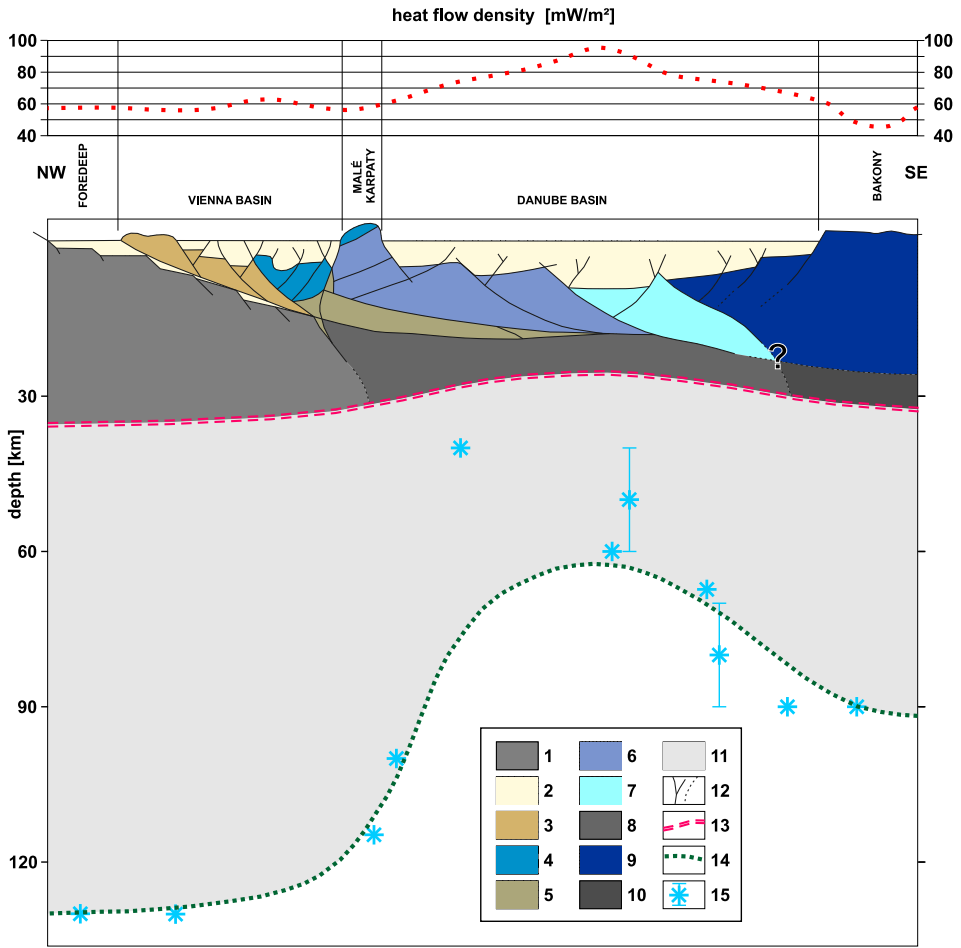 heat flow density [mW/m²]
100 100
80 80
60 60
40 40
NW SE
FOREDEEP
VIENNA BASIN
MALÉ
KARPATY
DANUBE BASIN
BAKONY
?
depth [km]
30
60
90
120
1 6 11
2 7 12
3 8 13
4 9 14
5 10 15